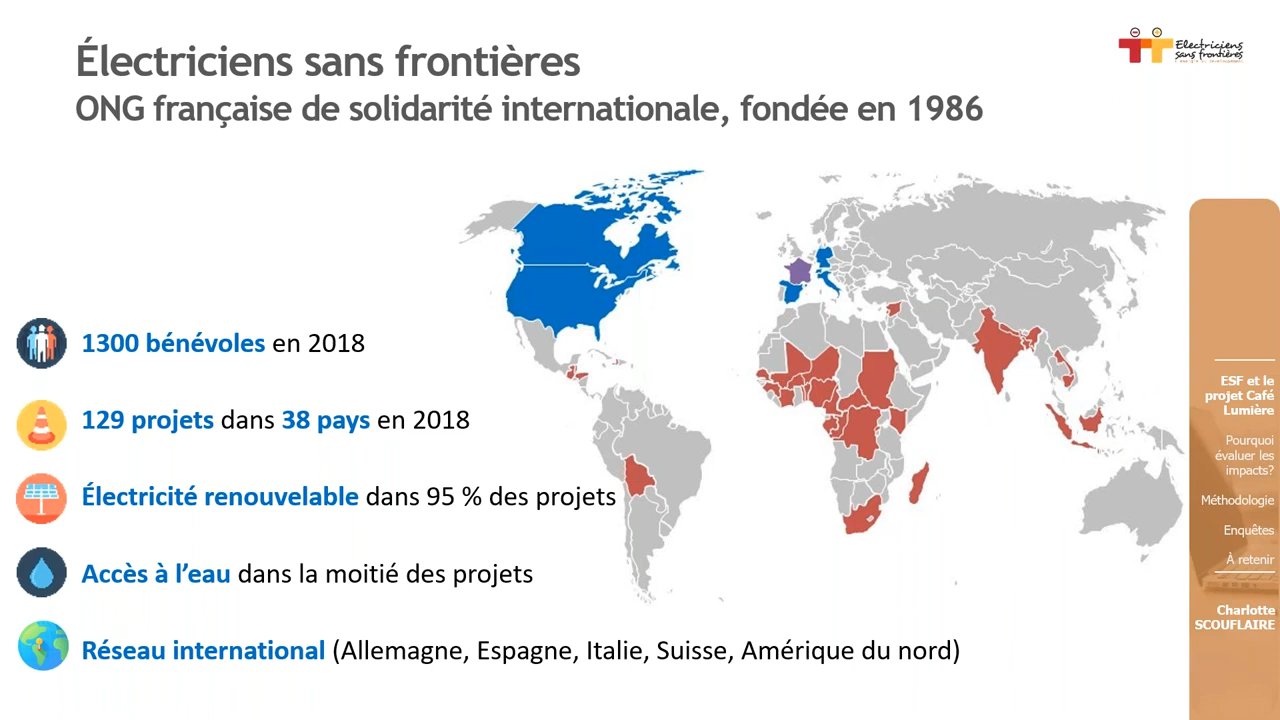 Électriciens sans frontières
ONG française de solidarité internationale, fondée en 1986
Electriciens
sans frontières
1300 bénévoles en 2018
129 projets dans 38 pays en 2018
Électricité renouvelable dans 95 % des projets
Accès à l’eau dans la moitié des projets
Réseau international (Allemagne, Espagne, Italie, Suisse, Amérique du nord)
ESF et le
projet Café
Lumière
Pourquoi
évaluer les
impacts?
Méthodologie
Enquêtes
À retenir
Charlotte
SCOUFLAIRE